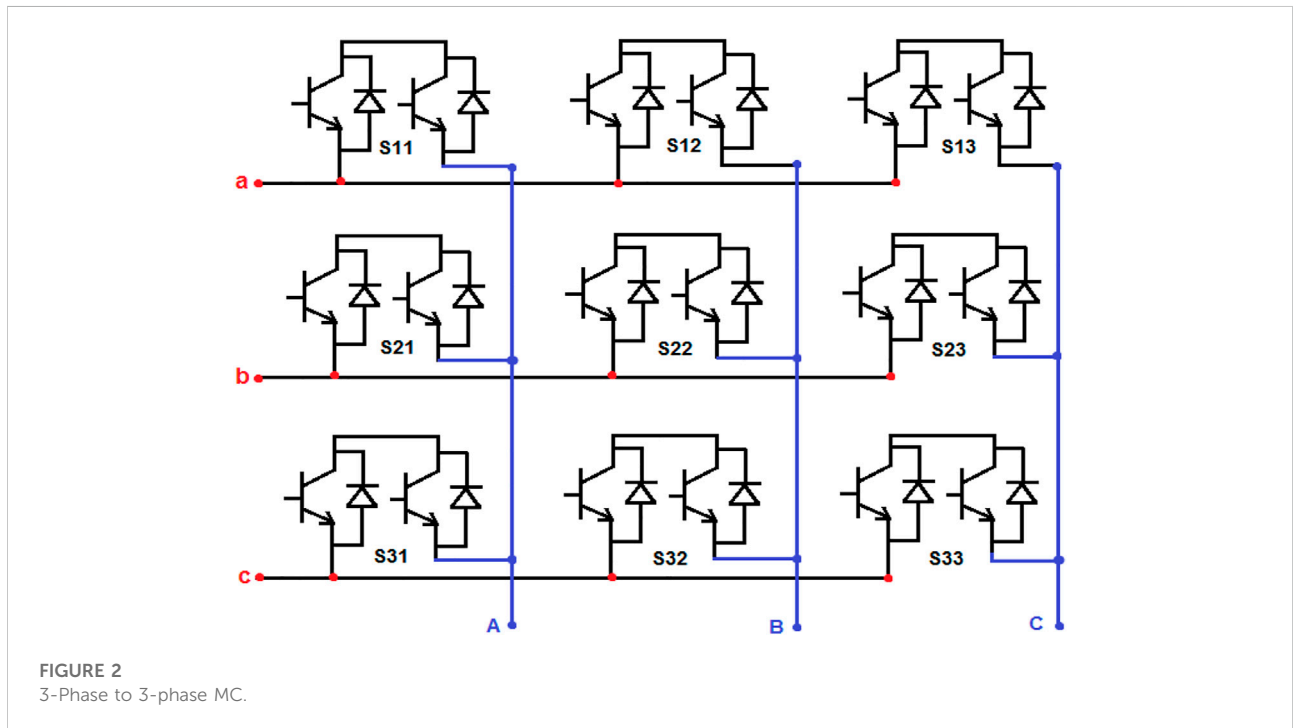 S11
S12
S13
a
S21
S22
S23
b
S31
S32
S33
c
A
B
C
FIGURE 2
3-Phase to 3-phase MC.